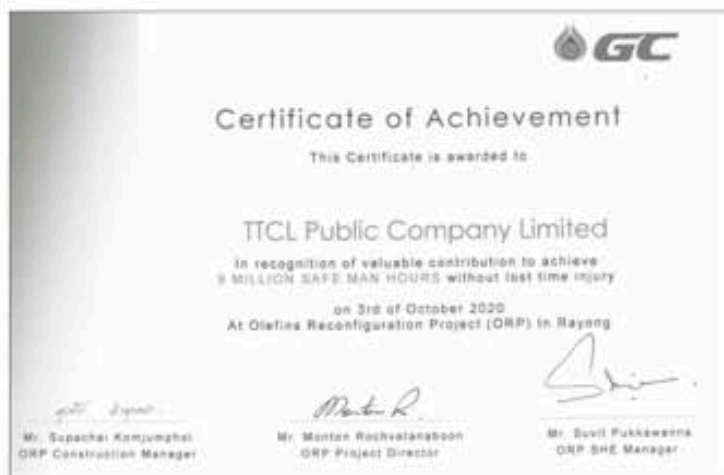 GC
Certificate of Achievement
This Certificate is awarded to
TTCL Public Company Limited
In recognition of valuable contribution to achieve
9 MILLION SAFE MAN HOURS without lost time injury
on 3rd of October 2020
At Olefins Reconfiguration Project (ORP) In Rayong
Monton R.
Mr. Supachai Komjumphol
Mr. Monton Rochvatanaboon
Mr. Suvit Pukkawanna
ORP Construction Manager
ORP Project Director
ORP SHE Manager